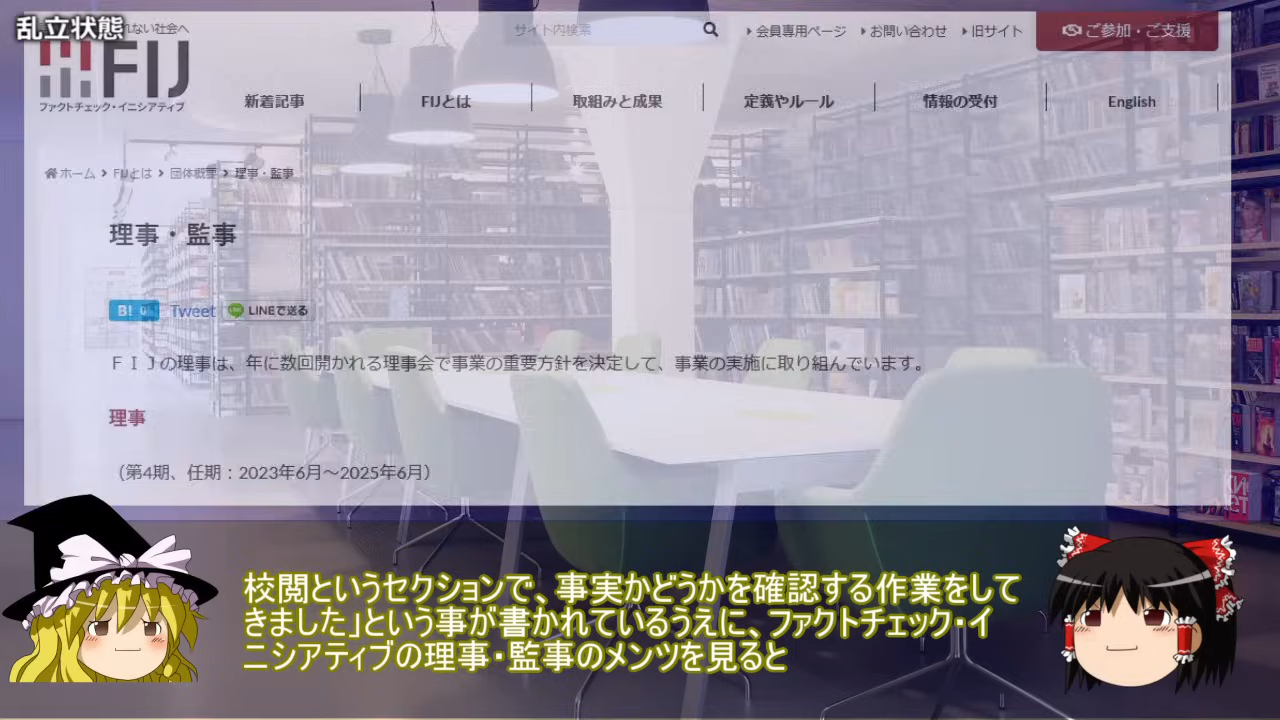 乱立状態
れない社会へ
サイト内検索
会員専用ページ
お問い合わせ
旧サイト
ご参加・ご支援
FIJ
ファクトチェック・イニシアティブ
新着記事
FIJとは
取組みと成果
定義やルール
情報の受付
English
ホーム > FIJとは > 団体概要 > 理事・監事
理事・監事
B! 0
Tweet
LINEで送る
ＦＩＪの理事は、年に数回開かれる理事会で事業の重要方針を決定して、事業の実施に取り組んでいます。
理事
（第4期、任期：2023年6月～2025年6月）
校閲というセクションで、事実かどうかを確認する作業をして
きました」という事が書かれているうえに、ファクトチェック・イ
ニシアティブの理事・監事のメンツを見ると